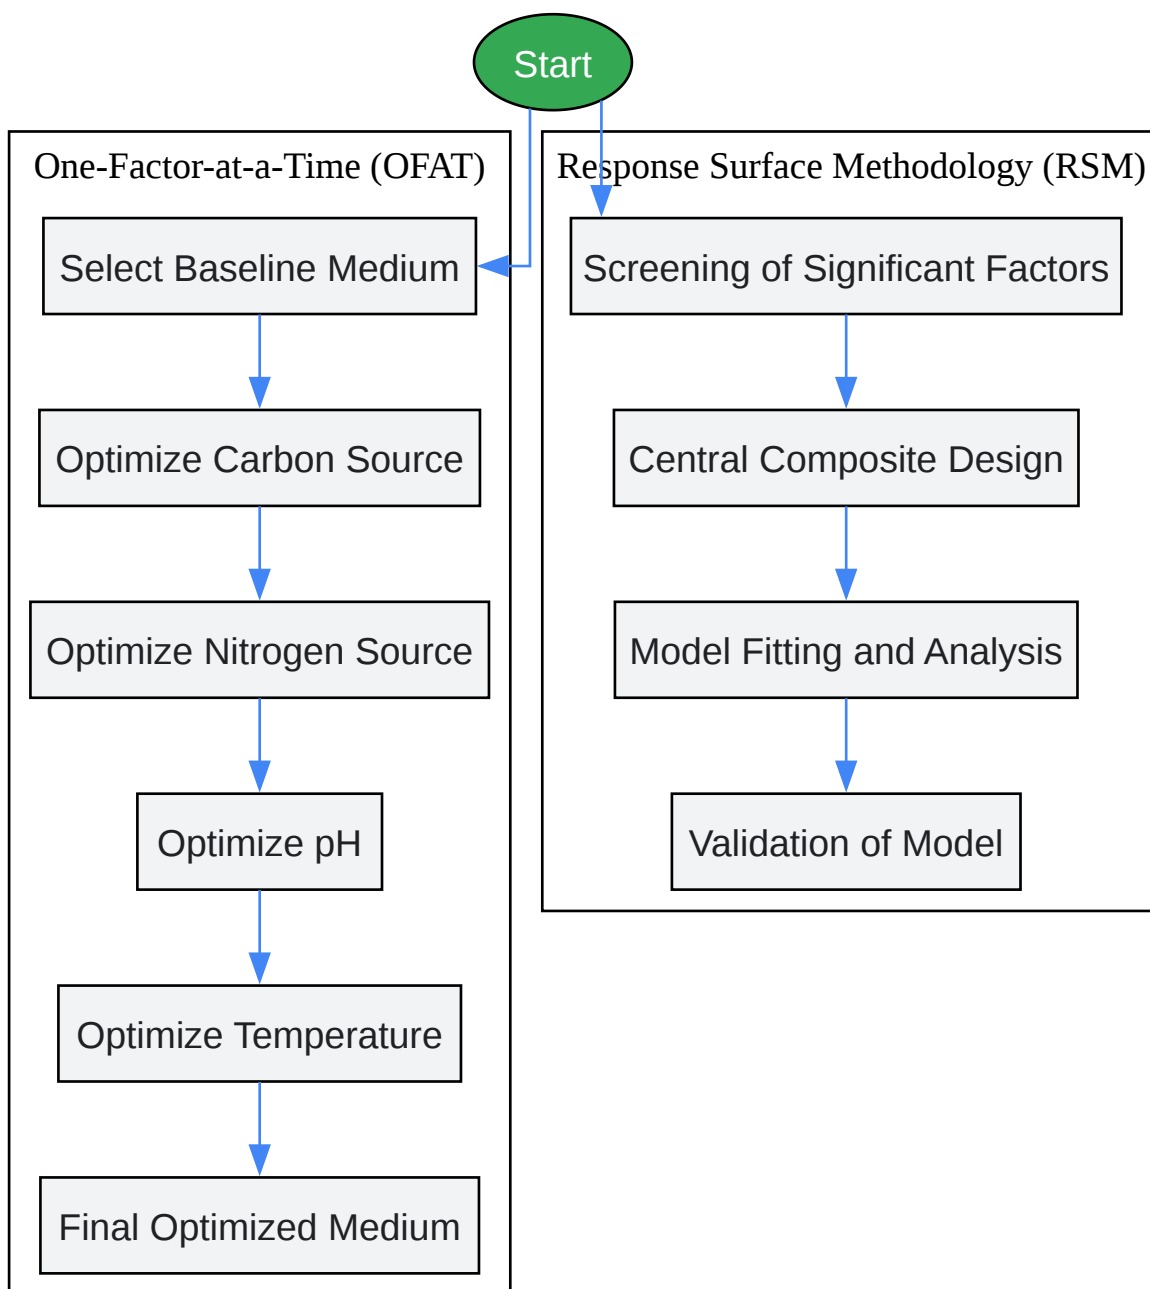 Start
One-Factor-at-a-Time (OFAT)
Select Baseline Medium
Optimize Carbon Source
Optimize Nitrogen Source
Optimize pH
Optimize Temperature
Final Optimized Medium
Response Surface Methodology (RSM)
Screening of Significant Factors
Central Composite Design
Model Fitting and Analysis
Validation of Model